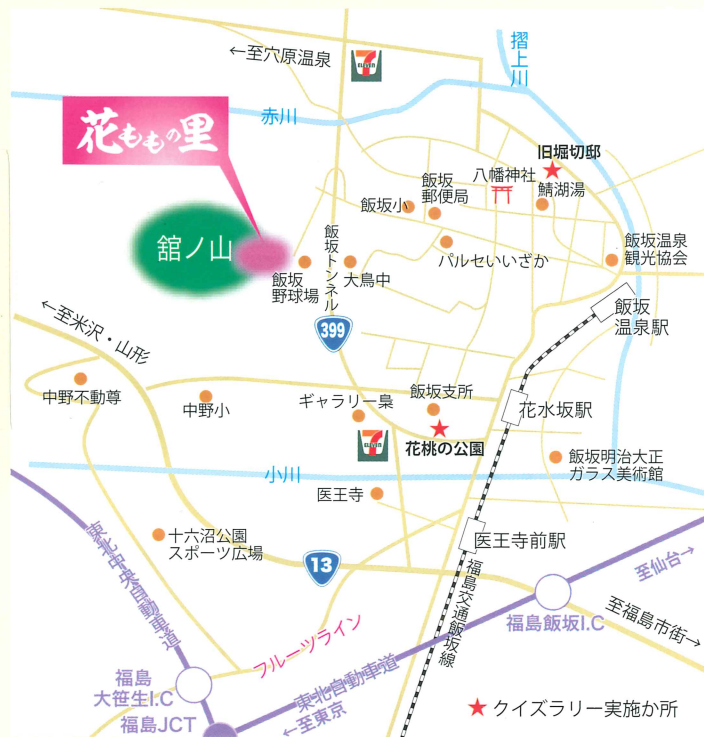 ←至穴原温泉
ELEVEN
摺上川
赤川
花ももの里
旧堀切邸
八幡神社
鯖湖湯
飯坂
郵便局
飯坂小
舘ノ山
飯坂トンネル
パルセいいざか
飯坂温泉
観光協会
飯坂
野球場
大鳥中
飯坂
温泉駅
←至米沢・山形
399
中野不動尊
中野小
ギャラリー梟
飯坂支所
花水坂駅
花桃の公園
ELEVEN
小川
飯坂明治大正
ガラス美術館
医王寺
十六沼公園
スポーツ広場
医王寺前駅
13
東北中央自動車道
福島交通飯坂線
至仙台→
福島飯坂I.C
至福島市街→
フルーツライン
福島
大笹生I.C
東北自動車道
←至東京
福島JCT
★クイズラリー実施か所